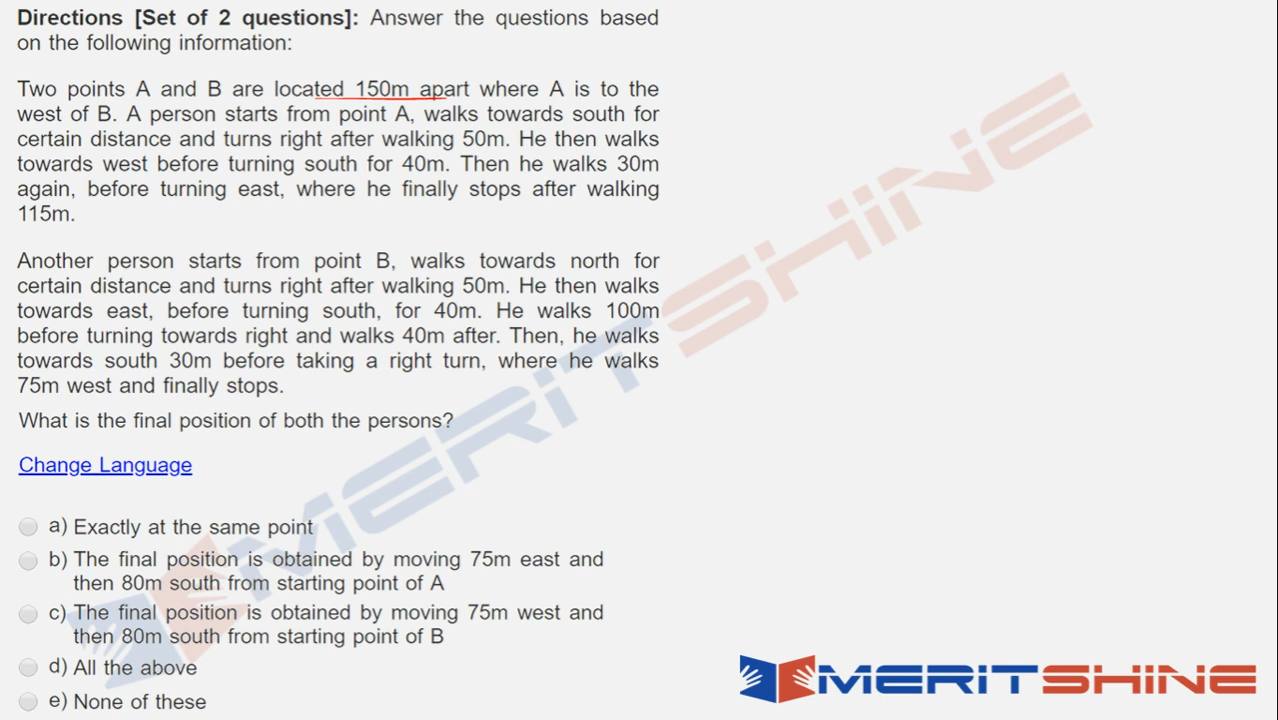 Directions [Set of 2 questions]: Answer the questions based
on the following information:
Two points A and B are located 150m apart where A is to the
west of B. A person starts from point A, walks towards south for
certain distance and turns right after walking 50m. He then walks
towards west before turning south for 40m. Then he walks 30m
again, before turning east, where he finally stops after walking
115m.
Another person starts from point B, walks towards north for
certain distance and turns right after walking 50m. He then walks
towards east, before turning south, for 40m. He walks 100m
before turning towards right and walks 40m after. Then, he walks
towards south 30m before taking a right turn, where he walks
75m west and finally stops.
What is the final position of both the persons?
Change Language
a) Exactly at the same point
b) The final position is obtained by moving 75m east and
then 80m south from starting point of A
c) The final position is obtained by moving 75m west and
then 80m south from starting point of B
d) All the above
e) None of these
MERITSHINE
MERITSHINE